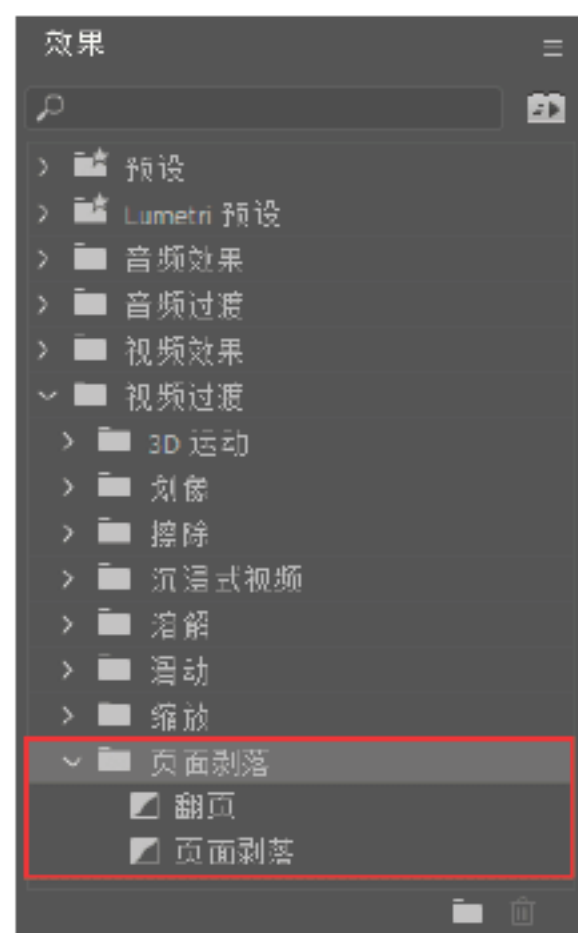 效果
预设
Lumetri 预设
音频效果
音频过渡
视频效果
视频过渡
3D 运动
划像
擦除
沉浸式视频
溶解
滑动
缩放
页面剥落
翻页
页面剥落